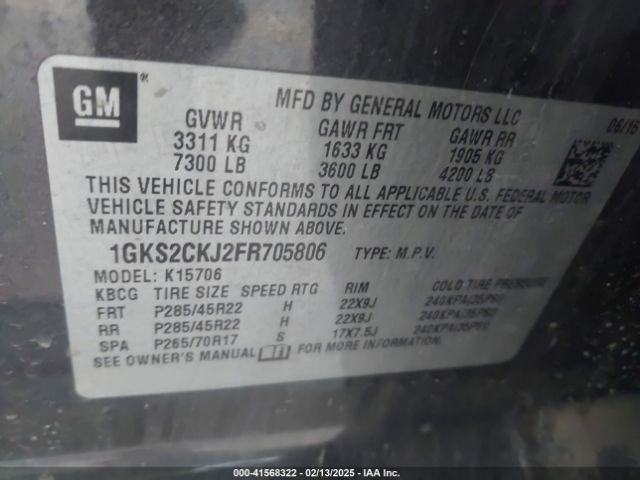 GM ®
MFD BY GENERAL MOTORS LLC
06/15
GVWR GAWR FRT GAWR RR
3311 KG 1633 KG 1905 KG
7300 LB 3600 LB 4200 LB
THIS VEHICLE CONFORMS TO ALL APPLICABLE U.S. FEDERAL MOTOR
VEHICLE SAFETY STANDARDS IN EFFECT ON THE DATE OF
MANUFACTURE SHOWN ABOVE.
1GKS2CKJ2FR705806 TYPE: M.P.V.
MODEL: K15706
KBCG TIRE SIZE SPEED RTG RIM COLD TIRE PRESSURE
FRT P285/45R22 H 22X9J 240KPA(35PSI)
RR P285/45R22 H 22X9J 240KPA(35PSI)
SPA P265/70R17 S 17X7.5J 240KPA(35PSI)
SEE OWNER'S MANUAL FOR MORE INFORMATION.
000-41568322 - 02/13/2025 - IAA Inc.